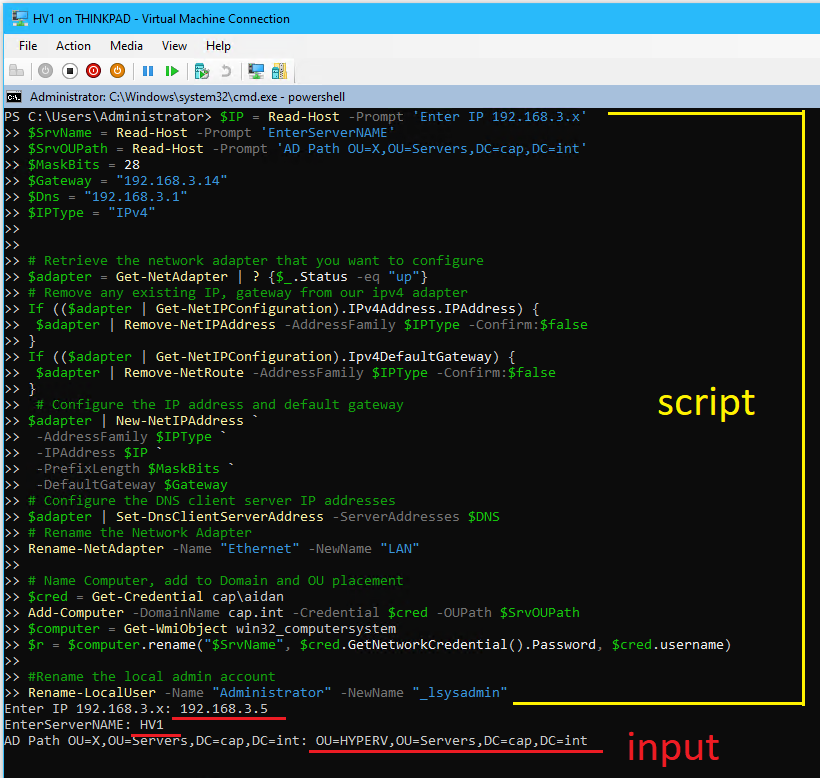 HV1 on THINKPAD - Virtual Machine Connection
File Action Media View Help
Administrator: C:\Windows\system32\cmd.exe - powershell
PS C:\Users\Administrator> $IP = Read-Host -Prompt 'Enter IP 192.168.3.x'
>> $SrvName = Read-Host -Prompt 'EnterServerNAME'
>> $SrvOUPath = Read-Host -Prompt 'AD Path OU=X,OU=Servers,DC=cap,DC=int'
>> $MaskBits = 28
>> $Gateway = "192.168.3.14"
>> $Dns = "192.168.3.1"
>> $IPType = "IPv4"
>>
>>
>> # Retrieve the network adapter that you want to configure
>> $adapter = Get-NetAdapter | ? {$_.Status -eq "up"}
>> # Remove any existing IP, gateway from our ipv4 adapter
>> If (($adapter | Get-NetIPConfiguration).IPv4Address.IPAddress) {
>>  $adapter | Remove-NetIPAddress -AddressFamily $IPType -Confirm:$false
>> }
>> If (($adapter | Get-NetIPConfiguration).Ipv4DefaultGateway) {
>>  $adapter | Remove-NetRoute -AddressFamily $IPType -Confirm:$false
>> }
>>  # Configure the IP address and default gateway
>> $adapter | New-NetIPAddress `
>>  -AddressFamily $IPType `
>>  -IPAddress $IP `
>>  -PrefixLength $MaskBits `
>>  -DefaultGateway $Gateway
>> # Configure the DNS client server IP addresses
>> $adapter | Set-DnsClientServerAddress -ServerAddresses $DNS
>> # Rename the Network Adapter
>> Rename-NetAdapter -Name "Ethernet" -NewName "LAN"
>>
>> # Name Computer, add to Domain and OU placement
>> $cred = Get-Credential cap\aidan
>> Add-Computer -DomainName cap.int -Credential $cred -OUPath $SrvOUPath
>> $computer = Get-WmiObject win32_computersystem
>> $r = $computer.rename("$SrvName", $cred.GetNetworkCredential().Password, $cred.username)
>>
>> #Rename the local admin account
>> Rename-LocalUser -Name "Administrator" -NewName "_lsysadmin"
script
Enter IP 192.168.3.x: 192.168.3.5
EnterServerNAME: HV1
AD Path OU=X,OU=Servers,DC=cap,DC=int: OU=HYPERV,OU=Servers,DC=cap,DC=int
input